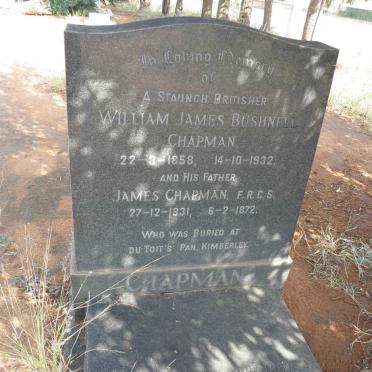 In Loving Memory
of
A STAUNCH BRITISHER
WILLIAM JAMES BUSHNELL
CHAPMAN
22-3-1858, 14-10-1932.
AND HIS FATHER
JAMES CHAPMAN, F.R.G.S.
27-12-1831, 6-2-1872.
WHO WAS BURIED AT
DU TOIT'S PAN, KIMBERLEY.
CHAPMAN